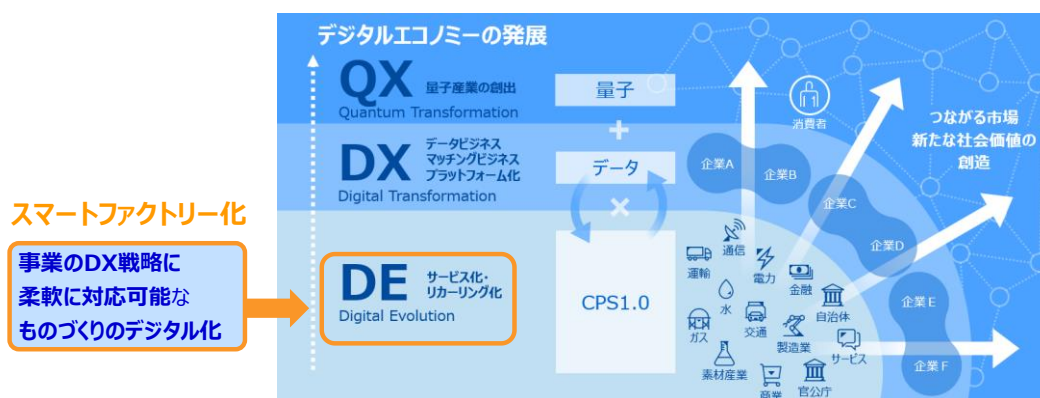 デジタルエコノミーの発展
QX
量子産業の創出
Quantum Transformation
量子
+
DX
データビジネス
マッチングビジネス
プラットフォーム化
Digital Transformation
データ
×
スマートファクトリー化
事業のDX戦略に
柔軟に対応可能な
ものづくりのデジタル化
DE
サービス化・
リカーリング化
Digital Evolution
CPS1.0
消費者
つながる市場
新たな社会価値の
創造
企業A
企業B
企業C
企業D
企業E
企業F
通信
運輸
電力
金融
水
自治体
ガス
交通
製造業
サービス
素材産業
商業
官公庁